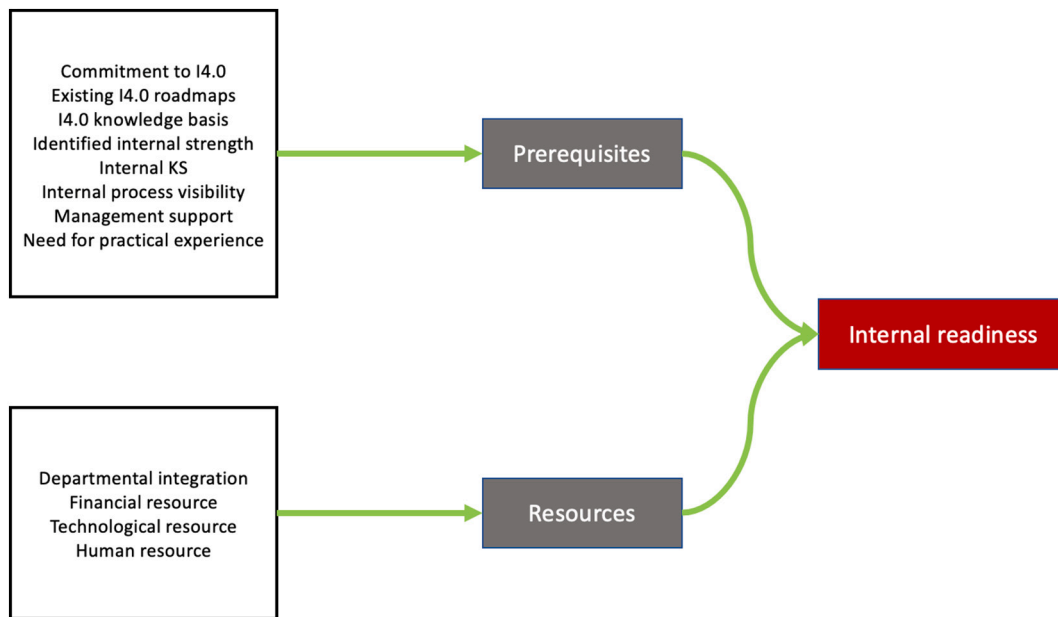 Commitment to I4.0
Existing I4.0 roadmaps
I4.0 knowledge basis
Identified internal strength
Internal KS
Internal process visibility
Management support
Need for practical experience
Prerequisites
Internal readiness
Departmental integration
Financial resource
Technological resource
Human resource
Resources